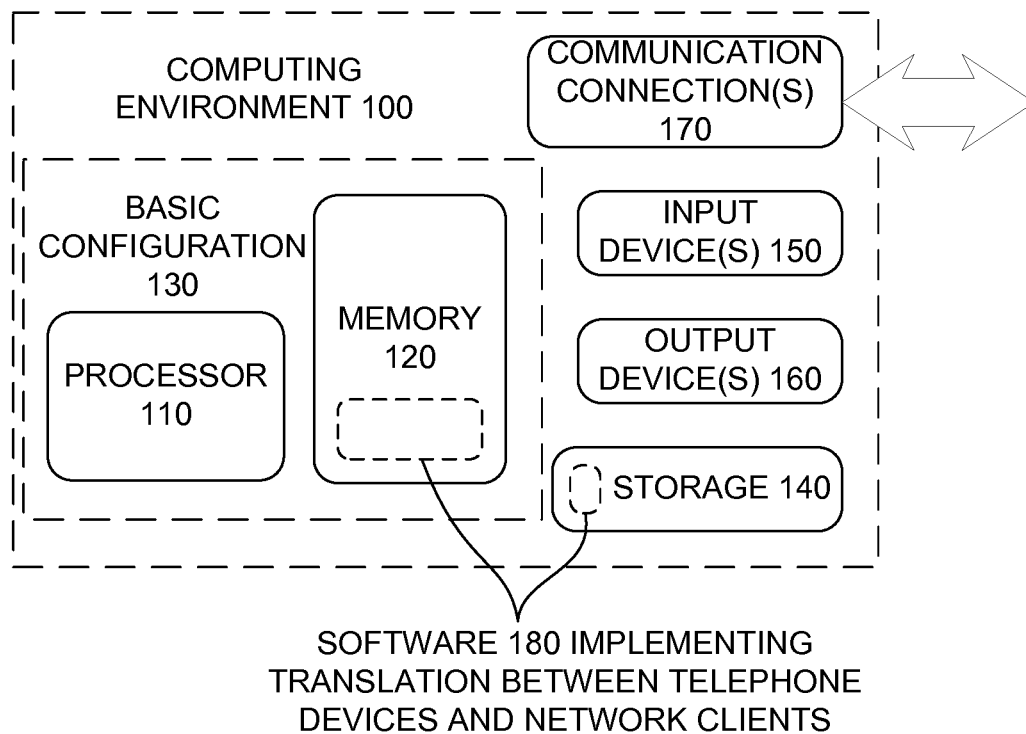 COMPUTING
ENVIRONMENT 100
COMMUNICATION
CONNECTION(S)
170
BASIC
CONFIGURATION
130
PROCESSOR
110
MEMORY
120
INPUT
DEVICE(S) 150
OUTPUT
DEVICE(S) 160
STORAGE 140
SOFTWARE 180 IMPLEMENTING
TRANSLATION BETWEEN TELEPHONE
DEVICES AND NETWORK CLIENTS